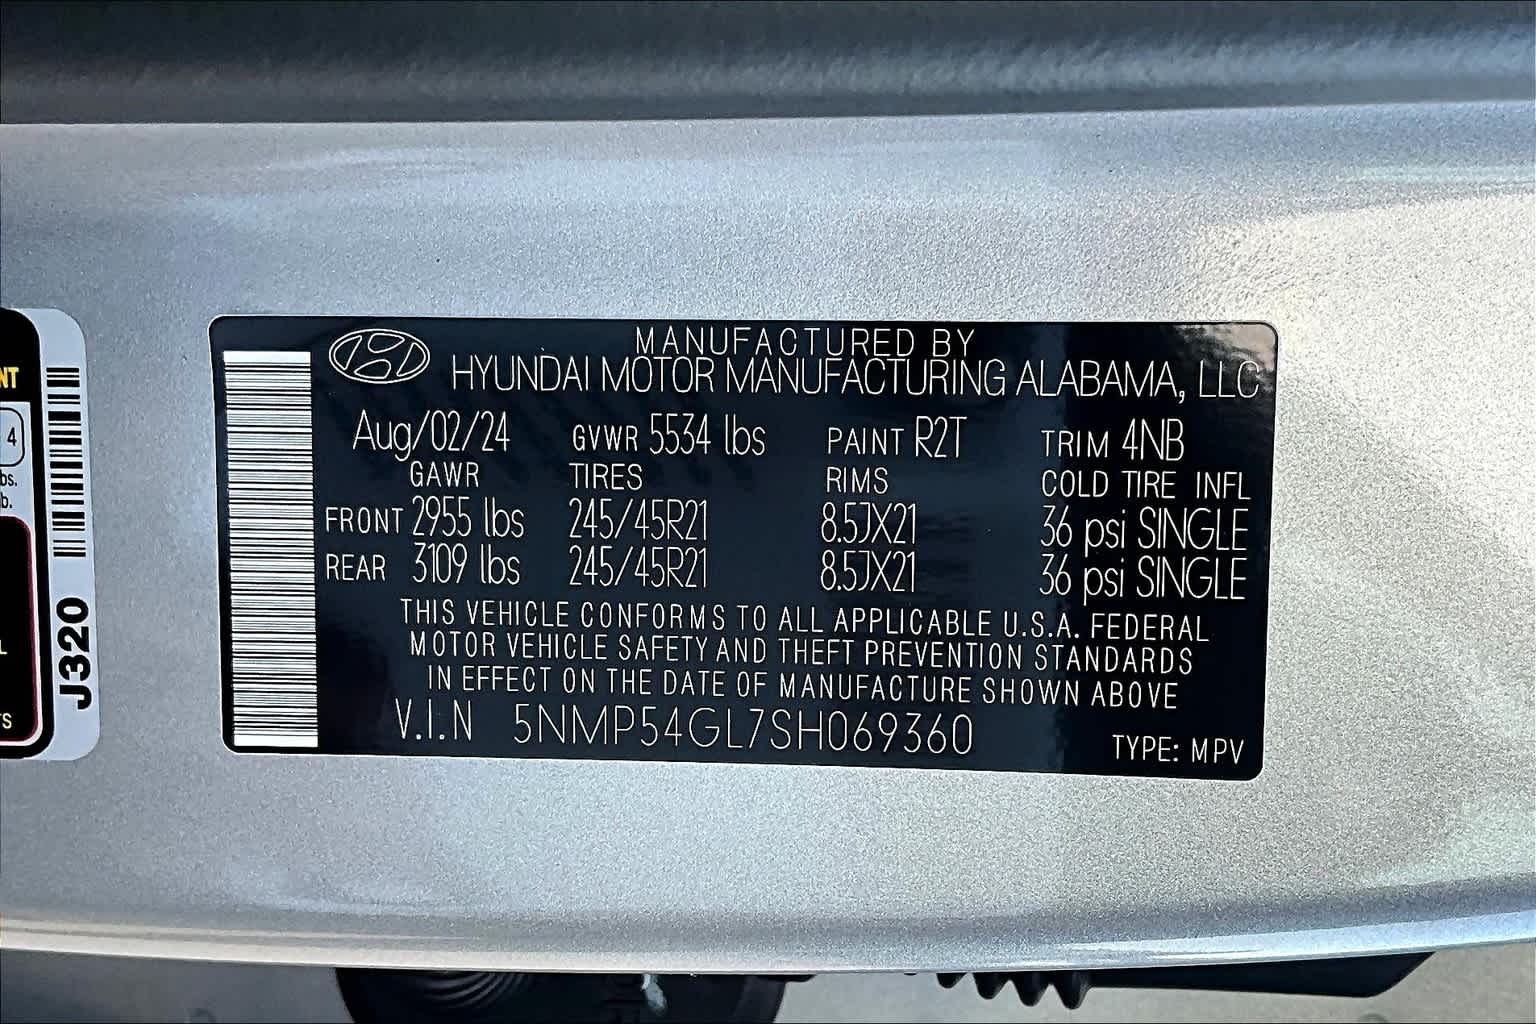 MANUFACTURED BY
HYUNDAI MOTOR MANUFACTURING ALABAMA, LLC
Aug/02/24 GVWR 5534 lbs PAINT R2T TRIM 4NB
GAWR TIRES RIMS COLD TIRE INFL
FRONT 2955 lbs 245/45R21 8.5JX21 36 psi SINGLE
REAR 3109 lbs 245/45R21 8.5JX21 36 psi SINGLE
THIS VEHICLE CONFORMS TO ALL APPLICABLE U.S.A. FEDERAL
MOTOR VEHICLE SAFETY AND THEFT PREVENTION STANDARDS
IN EFFECT ON THE DATE OF MANUFACTURE SHOWN ABOVE
V.I.N 5NMP54GL7SH069360
TYPE: MPV
J320
4